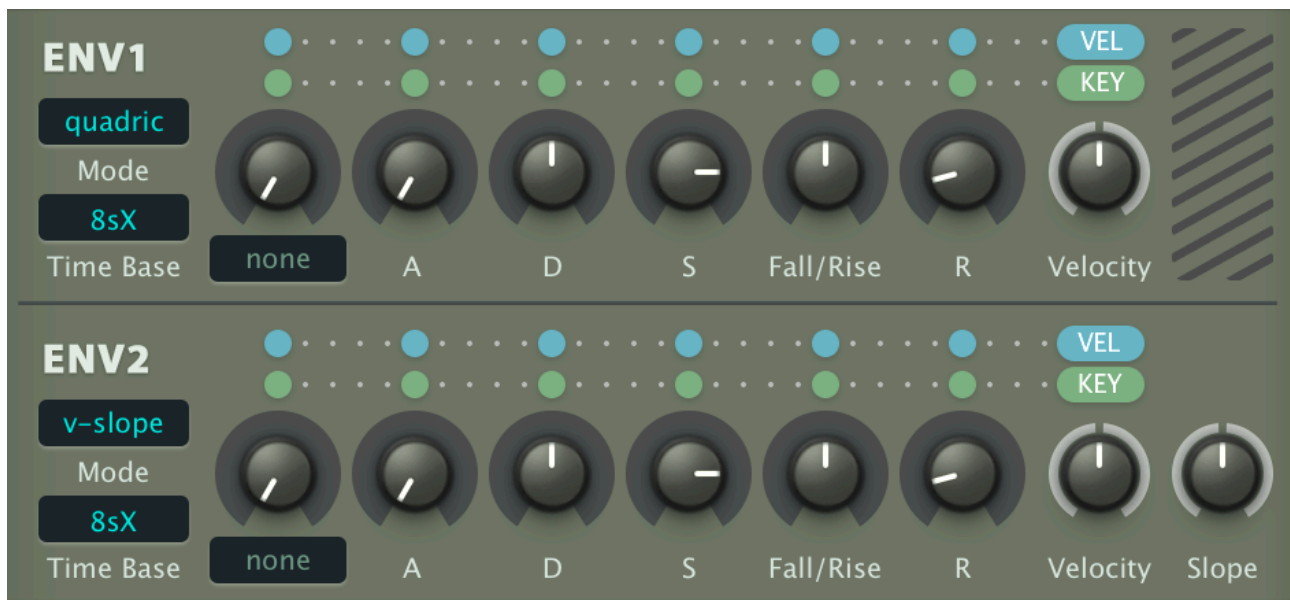 ENV1
VEL
KEY
quadric
Mode
8sX
Time Base
none
A
D
S
Fall/Rise
R
Velocity
ENV2
VEL
KEY
v-slope
Mode
8sX
Time Base
none
A
D
S
Fall/Rise
R
Velocity
Slope